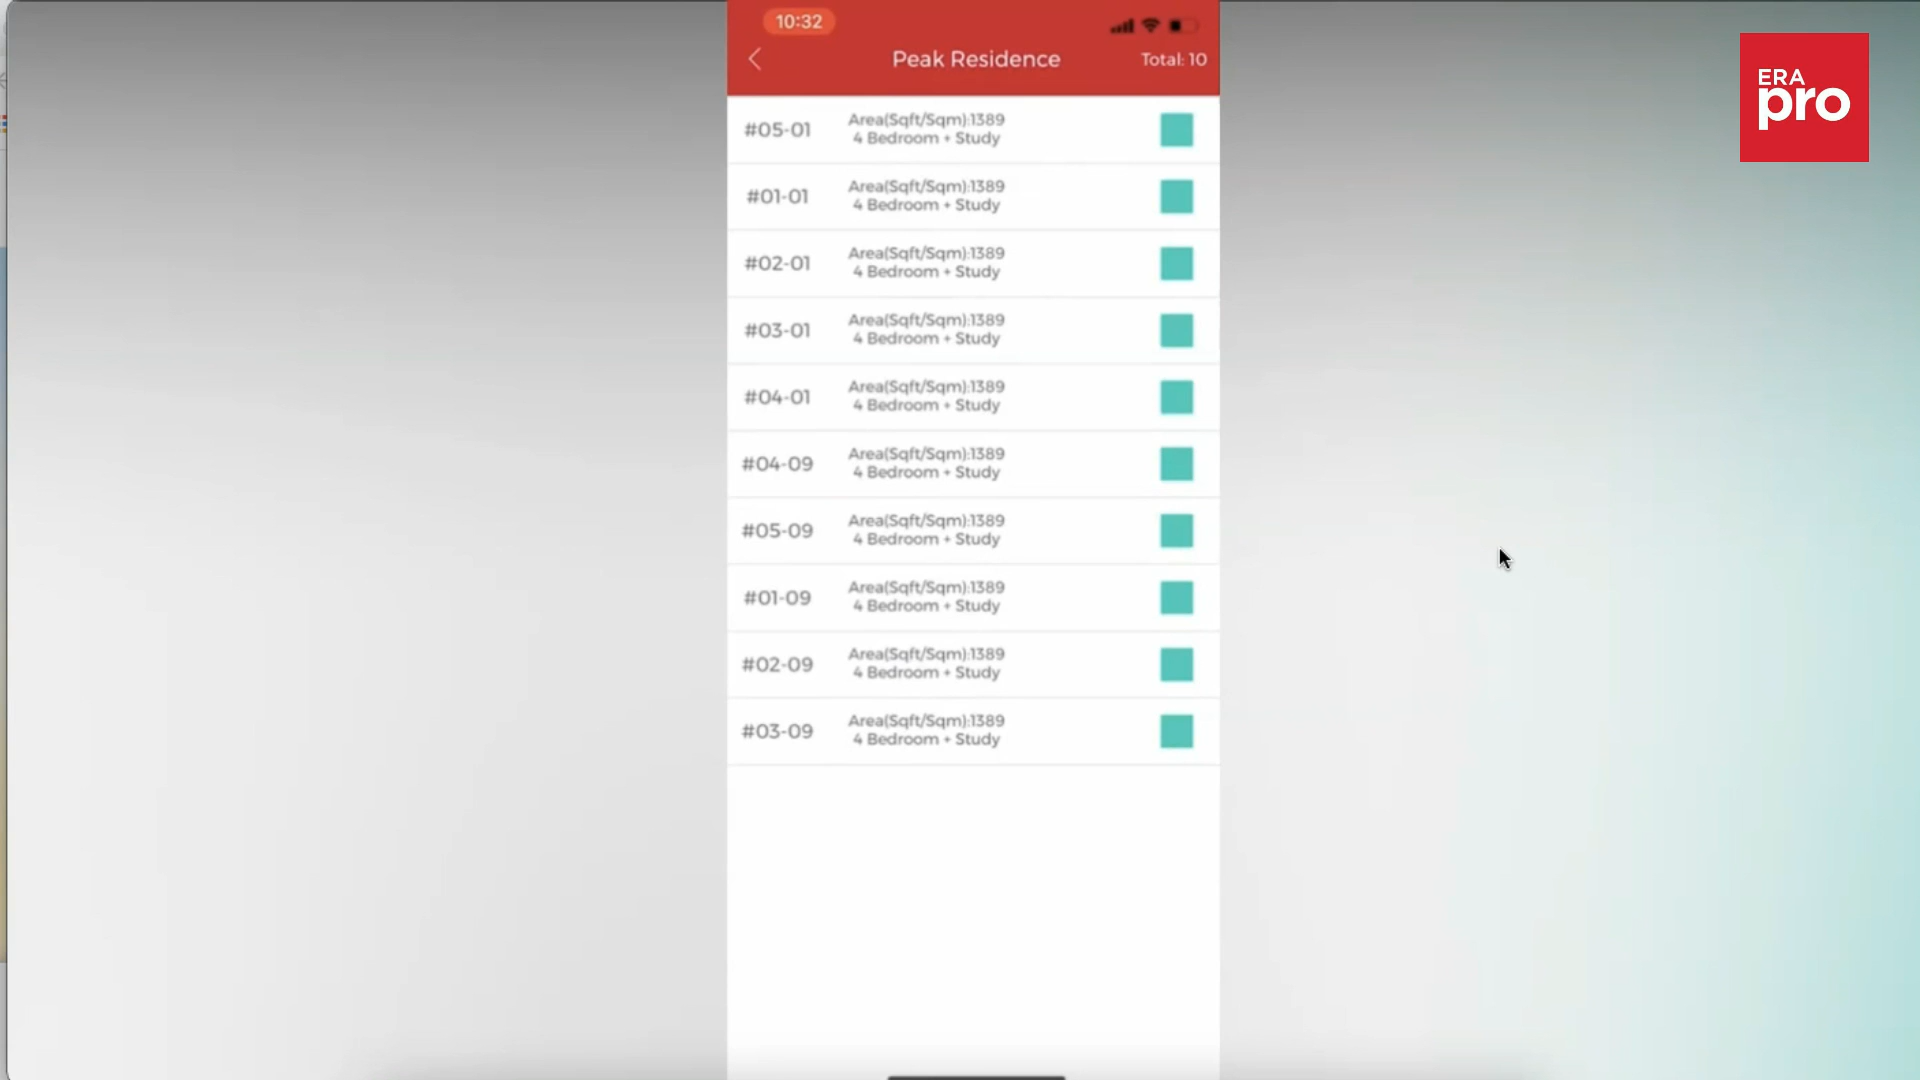 10:32
Peak Residence
Total: 10
ERA
pro
#05-01
Area(Sqft/Sqm):1389
4 Bedroom + Study
#01-01
Area(Sqft/Sqm):1389
4 Bedroom + Study
#02-01
Area(Sqft/Sqm):1389
4 Bedroom + Study
#03-01
Area(Sqft/Sqm):1389
4 Bedroom + Study
#04-01
Area(Sqft/Sqm):1389
4 Bedroom + Study
#04-09
Area(Sqft/Sqm):1389
4 Bedroom + Study
#05-09
Area(Sqft/Sqm):1389
4 Bedroom + Study
#01-09
Area(Sqft/Sqm):1389
4 Bedroom + Study
#02-09
Area(Sqft/Sqm):1389
4 Bedroom + Study
#03-09
Area(Sqft/Sqm):1389
4 Bedroom + Study